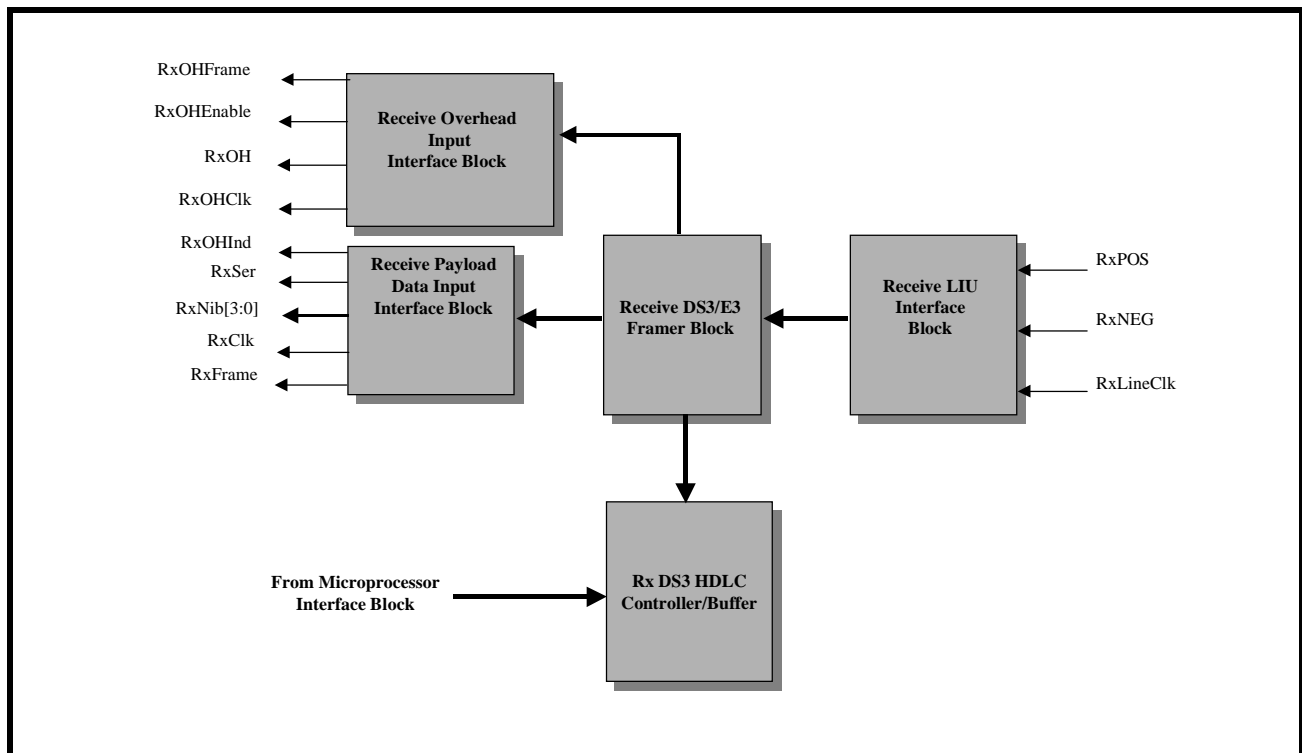 RxOHFrame
RxOHEnable
RxOH
RxOHClk
Receive Overhead
Input
Interface Block
RxOHInd
RxSer
RxNib[3:0]
RxClk
RxFrame
Receive Payload
Data Input
Interface Block
Receive DS3/E3
Framer Block
Receive LIU
Interface
Block
RxPOS
RxNEG
RxLineClk
From Microprocessor
Interface Block
Rx DS3 HDLC
Controller/Buffer